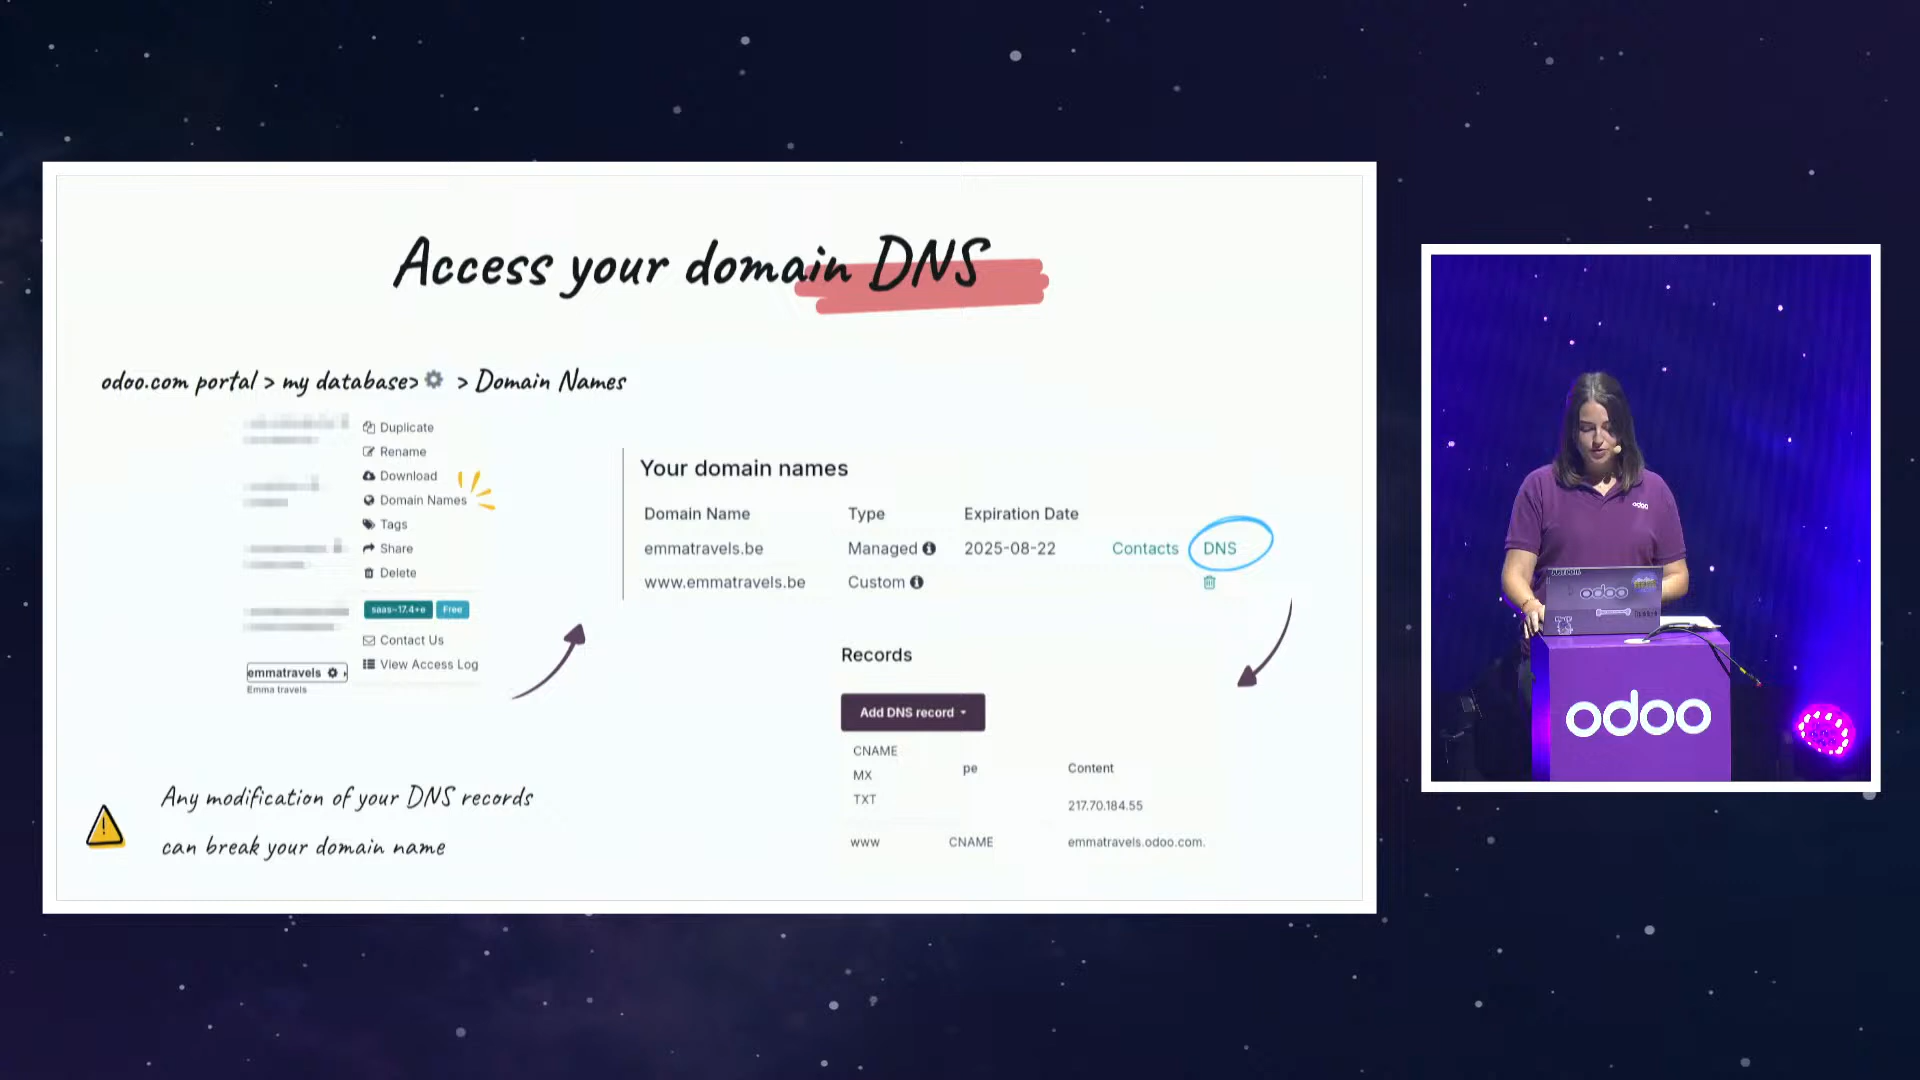 Access your domain DNS
odoo.com portal > my database> > Domain Names
Duplicate
Rename
Download
Domain Names
Tags
Share
Delete
saas~17.4+e Free
Contact Us
View Access Log
emmatravels
Emma travels
Your domain names
Domain Name Type Expiration Date
emmatravels.be Managed 2025-08-22 Contacts DNS
www.emmatravels.be Custom
Records
Add DNS record
CNAME
MX
TXT
pe Content
217.70.184.55
www CNAME emmatravels.odoo.com.
Any modification of your DNS records
can break your domain name
odoo
odoo
odoo